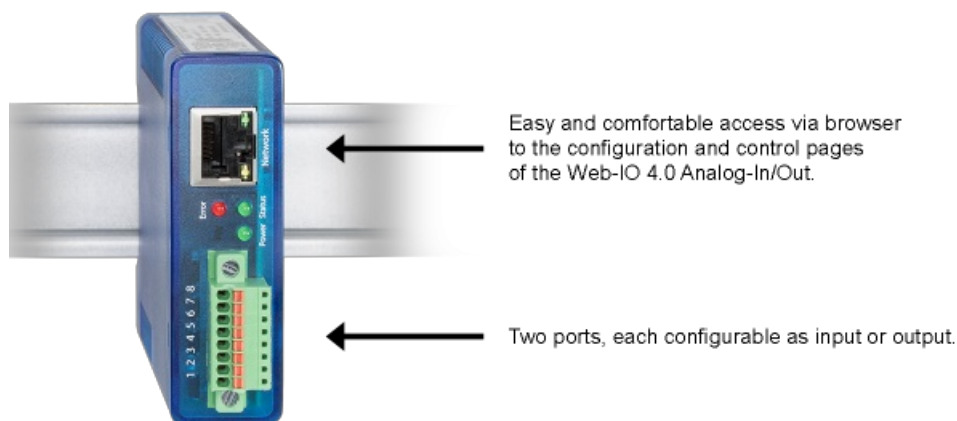 Easy and comfortable access via browser
to the configuration and control pages
of the Web-IO 4.0 Analog-In/Out.
Network
Error
Power Status
1 2 3 4 5 6 7 8
Two ports, each configurable as input or output.